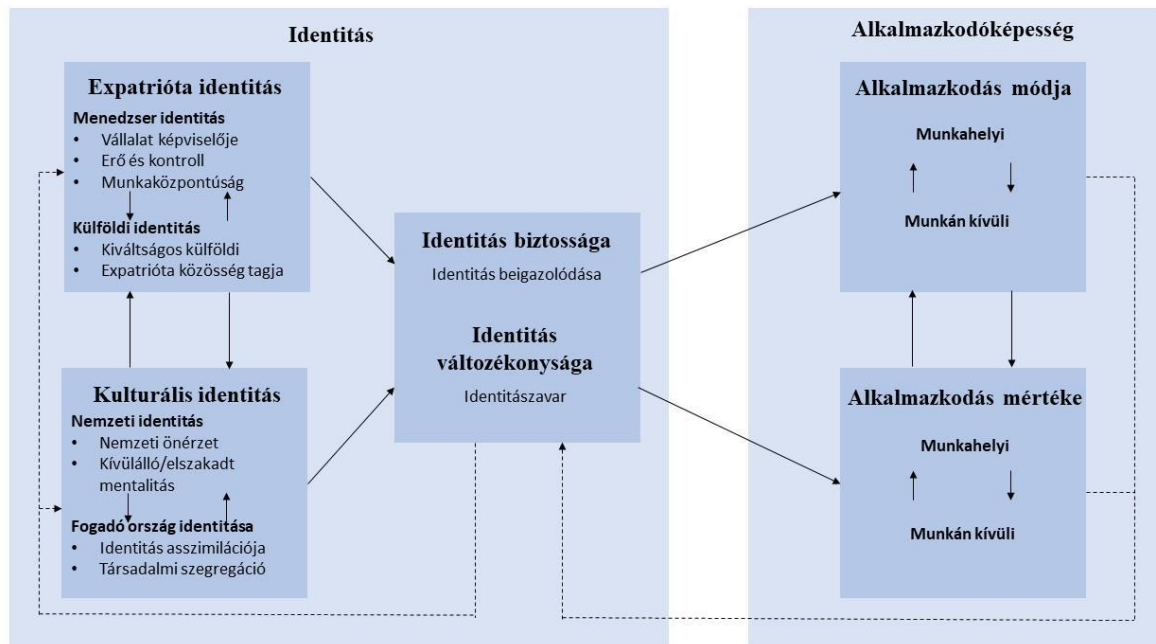 Identitás
Expatrióta identitás
Menedzser identitás
• Vállalat képviselője
• Erő és kontroll
• Munkaközpontúság
Külföldi identitás
• Kiváltságos külföldi
• Expatrióta közösség tagja
Kulturális identitás
Nemzeti identitás
• Nemzeti önérzet
• Kívülálló/elszakadt
mentalitás
Fogadó ország identitása
• Identitás asszimilációja
• Társadalmi szegregáció
Identitás biztossága
Identitás beigazolódása
Identitás
változékonysága
Identitászavar
Alkalmazkodóképesség
Alkalmazkodás módja
Munkahelyi
Munkán kívüli
Alkalmazkodás mértéke
Munkahelyi
Munkán kívüli